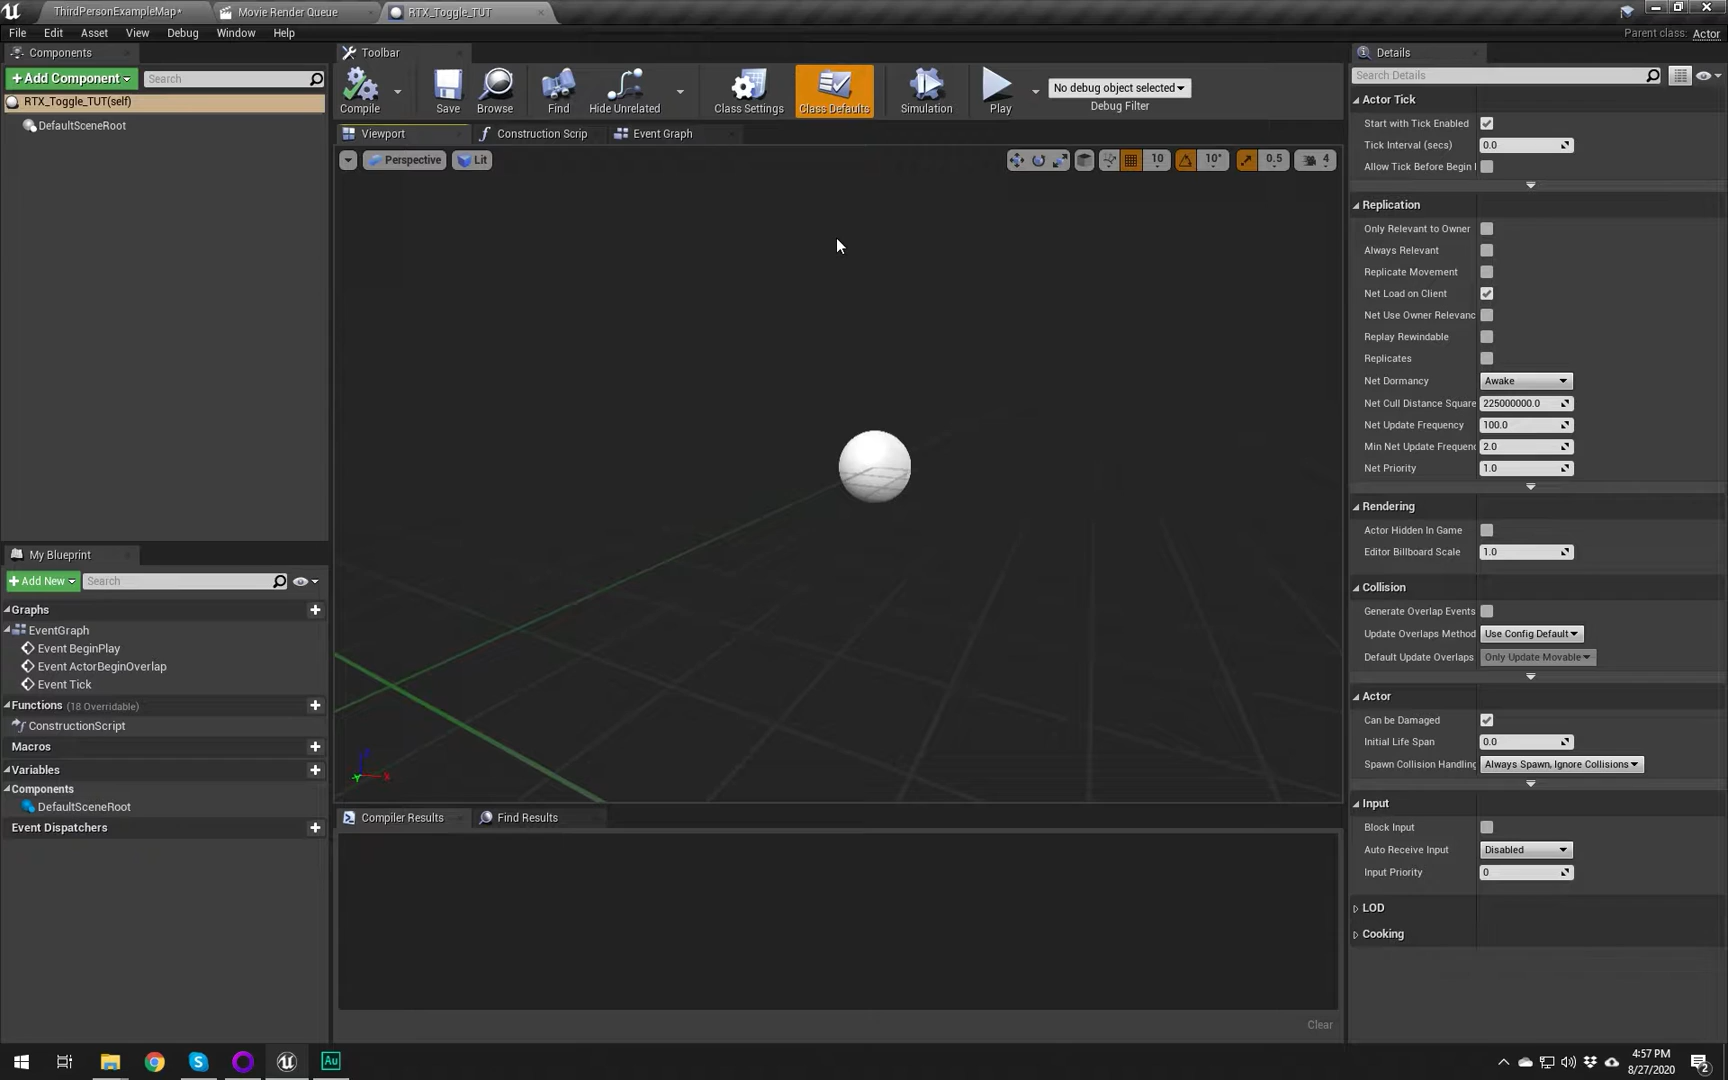 ThirdPersonExampleMap*
Movie Render Queue
RTX_Toggle_TUT
File Edit Asset View Debug Window Help
Parent class: Actor
Components
+Add Component
Search
RTX_Toggle_TUT(self)
DefaultSceneRoot
Toolbar
Compile
Save
Browse
Find
Hide Unrelated
Class Settings
Class Defaults
Simulation
Play
No debug object selected
Debug Filter
Viewport
Construction Scrip
Event Graph
Perspective
Lit
10
10°
0.5
4
X
My Blueprint
+Add New
Search
Graphs
EventGraph
Event BeginPlay
Event ActorBeginOverlap
Event Tick
Functions (18 Overridable)
ConstructionScript
Macros
Variables
Components
DefaultSceneRoot
Event Dispatchers
Compiler Results
Find Results
Clear
Details
Search Details
Actor Tick
Start with Tick Enabled
Tick Interval (secs) 0.0
Allow Tick Before Begin
Replication
Only Relevant to Owner
Always Relevant
Replicate Movement
Net Load on Client
Net Use Owner Relevanc
Replay Rewindable
Replicates
Net Dormancy Awake
Net Cull Distance Square 225000000.0
Net Update Frequency 100.0
Min Net Update Frequenc 2.0
Net Priority 1.0
Rendering
Actor Hidden In Game
Editor Billboard Scale 1.0
Collision
Generate Overlap Events
Update Overlaps Method Use Config Default
Default Update Overlaps Only Update Movable
Actor
Can be Damaged
Initial Life Span 0.0
Spawn Collision Handling Always Spawn, Ignore Collisions
Input
Block Input
Auto Receive Input Disabled
Input Priority 0
LOD
Cooking
Au
4:57 PM
8/27/2020
2